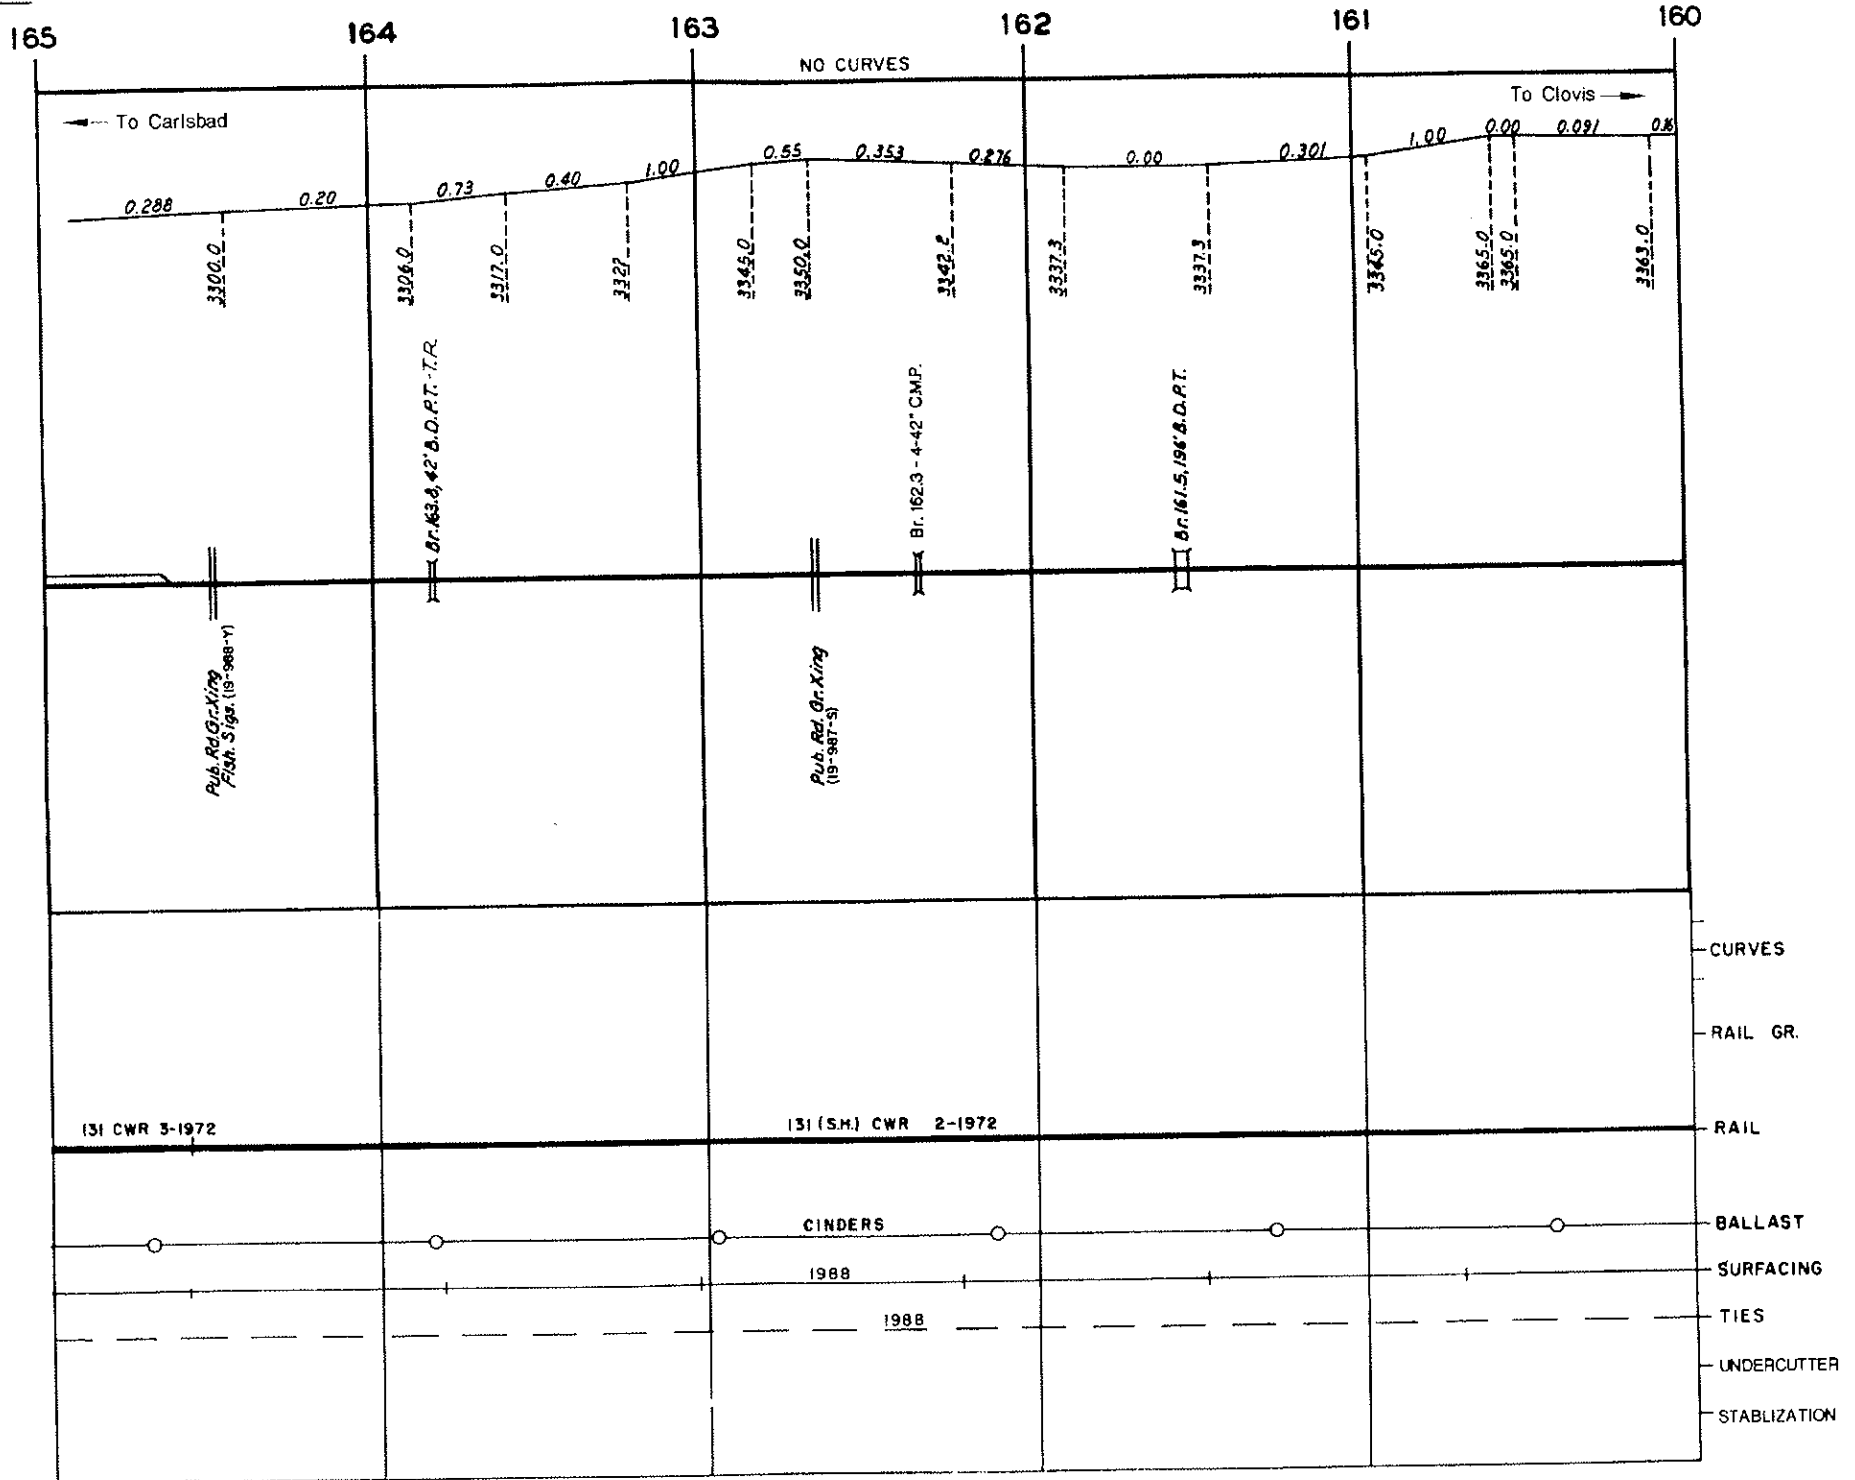 165 164 163 162 161 160
NO CURVES
To Carlsbad
To Clovis
0.288 0.20 0.73 0.40 1.00 0.55 0.353 0.276 0.00 0.301 1.00 0.00 0.091 0.16
3300.0 3306.0 3317.0 3345.0 3350.0 3342.2 3337.3 3337.3 3345.0 3365.0 3365.0 3363.0
Br. 163.8, 42' B.D.P.T.-T.R.
Br. 162.3 - 4-42" C.M.P.
Br. 161.5, 196' B.D.P.T.
Pub. Rd. Gr. Xing
Flsh. Sigs. (19-988-Y)
Pub. Rd. Gr. Xing
(19-987-S)
CURVES
RAIL GR.
131 CWR 3-1972
131 (S.H.) CWR 2-1972
RAIL
CINDERS
BALLAST
1988
SURFACING
1988
TIES
UNDERCUTTER
STABLIZATION